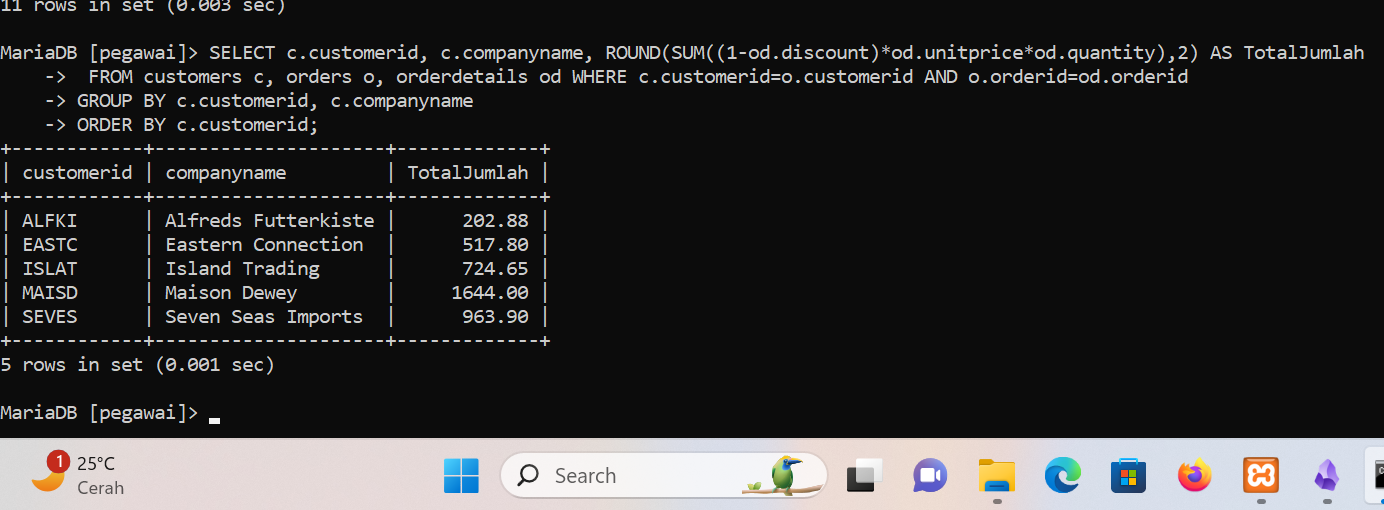 11 rows in set (0.003 sec)
MariaDB [pegawai]> SELECT c.customerid, c.companyname, ROUND(SUM((1-od.discount)*od.unitprice*od.quantity),2) AS TotalJumlah
    ->  FROM customers c, orders o, orderdetails od WHERE c.customerid=o.customerid AND o.orderid=od.orderid
    -> GROUP BY c.customerid, c.companyname
    -> ORDER BY c.customerid;
+------------+---------------------+-------------+
| customerid | companyname         | TotalJumlah |
+------------+---------------------+-------------+
| ALFKI      | Alfreds Futterkiste |      202.88 |
| EASTC      | Eastern Connection  |      517.80 |
| ISLAT      | Island Trading      |      724.65 |
| MAISD      | Maison Dewey        |     1644.00 |
| SEVES      | Seven Seas Imports  |      963.90 |
+------------+---------------------+-------------+
5 rows in set (0.001 sec)
MariaDB [pegawai]>
1
25°C
Cerah
Search